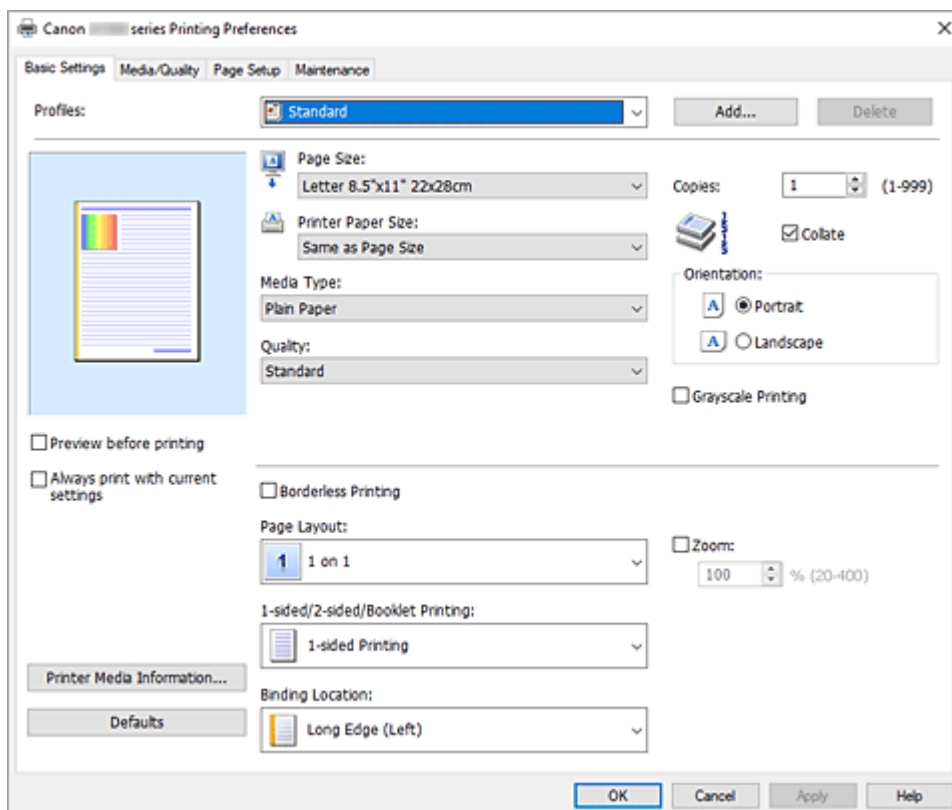 Canon series Printing Preferences
Basic Settings Media/Quality Page Setup Maintenance
Profiles: Standard Add... Delete
Page Size:
Letter 8.5"x11" 22x28cm
Copies: 1 (1-999)
Printer Paper Size:
Same as Page Size
Collate
Media Type:
Plain Paper
Orientation:
A Portrait
A Landscape
Quality:
Standard
Grayscale Printing
Preview before printing
Always print with current
settings
Borderless Printing
Page Layout:
1 1 on 1
Zoom:
100 % (20-400)
1-sided/2-sided/Booklet Printing:
1-sided Printing
Printer Media Information...
Binding Location:
Defaults
Long Edge (Left)
OK Cancel Apply Help